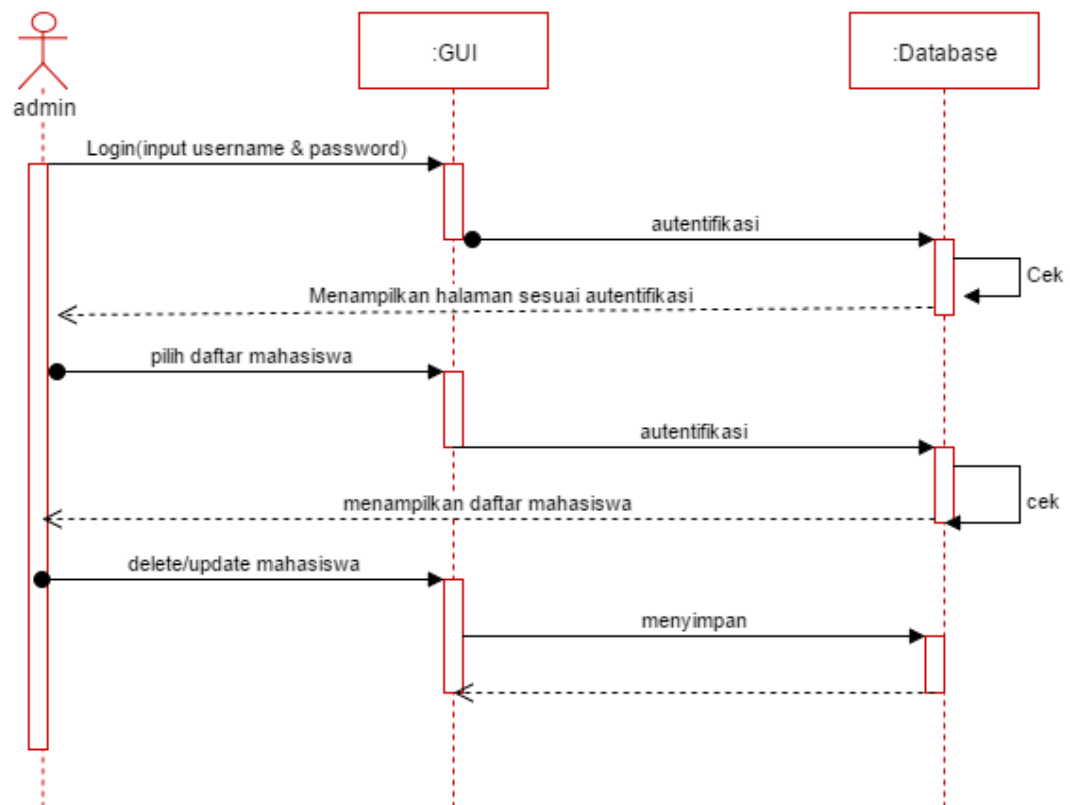 :GUI
:Database
admin
Login(input username & password)
autentifikasi
Cek
Menampilkan halaman sesuai autentifikasi
pilih daftar mahasiswa
autentifikasi
menampilkan daftar mahasiswa
cek
delete/update mahasiswa
menyimpan